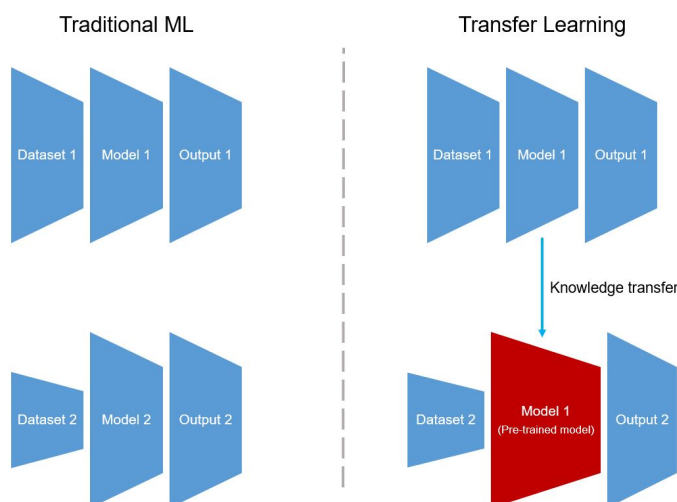 Traditional ML
Transfer Learning
Dataset 1
Model 1
Output 1
Dataset 1
Model 1
Output 1
Knowledge transfer
Dataset 2
Model 2
Output 2
Dataset 2
Model 1
(Pre-trained model)
Output 2